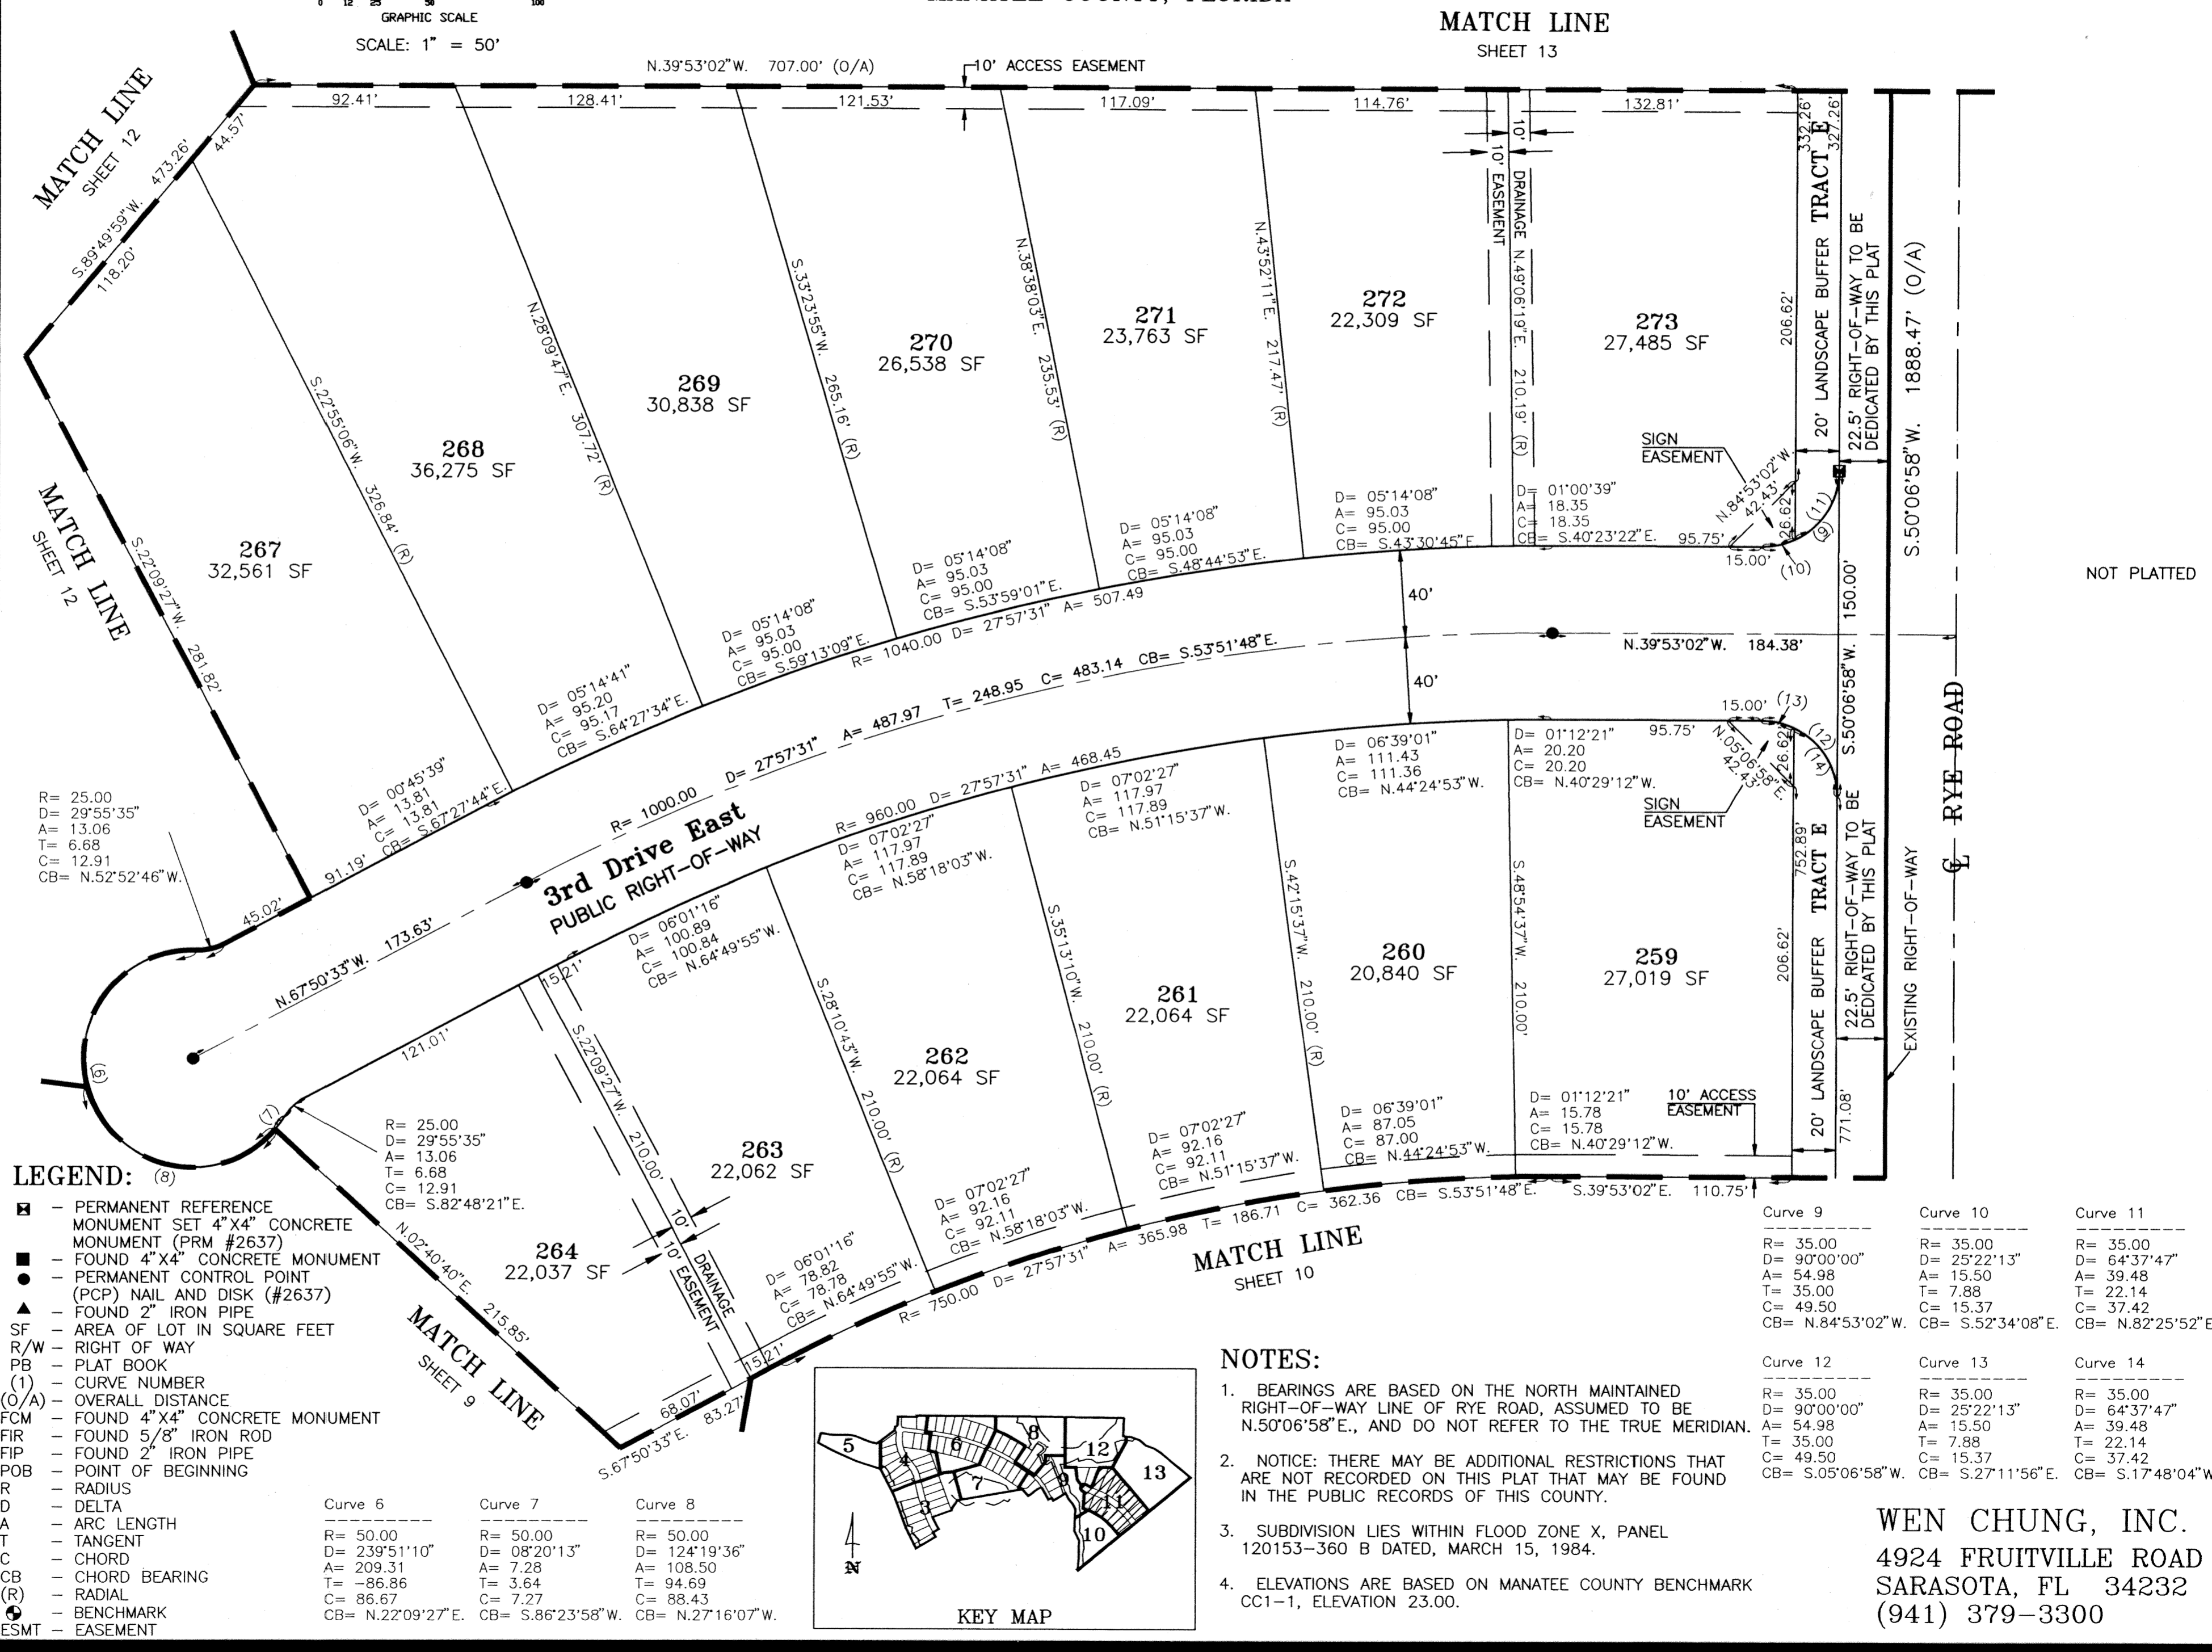 0 12 25 50 100
GRAPHIC SCALE
SCALE: 1" = 50'
MATCH LINE
SHEET 13
N.39°53'02"W. 707.00' (O/A)
10' ACCESS EASEMENT
92.41'
128.41'
121.53'
117.09'
114.76'
132.81'
MATCH LINE
SHEET 12
44.57'
473.26'
S.89°49'59"W.
118.20'
MATCH LINE
SHEET 12
S.22°09'27"W. 281.82'
267
32,561 SF
S.22°55'06"W. 326.84' (R)
268
36,275 SF
N.28°09'47"E. 307.72' (R)
269
30,838 SF
S.33°23'55"W. 265.16' (R)
270
26,538 SF
N.38°38'03"E. 235.53' (R)
271
23,763 SF
N.43°52'11"E. 217.47' (R)
272
22,309 SF
10'
10' EASEMENT
DRAINAGE
N.49°06'19"E. 210.19' (R)
273
27,485 SF
206.62'
332.26'
327.26'
20' LANDSCAPE BUFFER TRACT E
22.5' RIGHT-OF-WAY TO BE
DEDICATED BY THIS PLAT
S.50°06'58"W. 1888.47' (O/A)
NOT PLATTED
SIGN
EASEMENT
N.84°53'02"W.
42.43'
26.62'
(11)
(9)
(10)
15.00'
95.75'
D= 01°00'39"
A= 18.35
C= 18.35
CB= S.40°23'22"E.
D= 05°14'08"
A= 95.03
C= 95.00
CB= S.43°30'45"E
D= 05°14'08"
A= 95.03
C= 95.00
CB= S.48°44'53"E.
D= 05°14'08"
A= 95.03
C= 95.00
CB= S.53°59'01"E.
D= 05°14'08"
A= 95.03
C= 95.00
CB= S.59°13'09"E.
D= 05°14'41"
A= 95.20
C= 95.17
CB= S.64°27'34"E.
D= 00°45'39"
A= 13.81
C= 13.81
CB= S.67°27'44"E.
91.19'
45.02'
R= 25.00
D= 29°55'35"
A= 13.06
T= 6.68
C= 12.91
CB= N.52°52'46"W.
R= 1040.00 D= 27°57'31" A= 507.49
R= 1000.00 D= 27°57'31" A= 487.97 T= 248.95 C= 483.14 CB= S.53°51'48"E.
R= 960.00 D= 27°57'31" A= 468.45
40'
40'
N.39°53'02"W. 184.38'
S.50°06'58"W. 150.00'
RYE ROAD
3rd Drive East
PUBLIC RIGHT-OF-WAY
N.67°50'33"W. 173.63'
121.01'
15.21'
(6)
(7)
(8)
D= 06°01'16"
A= 100.89
C= 100.84
CB= N.64°49'55"W.
D= 07°02'27"
A= 117.97
C= 117.89
CB= N.58°18'03"W.
D= 07°02'27"
A= 117.97
C= 117.89
CB= N.51°15'37"W.
D= 06°39'01"
A= 111.43
C= 111.36
CB= N.44°24'53"W.
D= 01°12'21"
A= 20.20
C= 20.20
CB= N.40°29'12"W.
95.75'
15.00'
(13)
(12)
(14)
N.05°06'58"E.
42.43'
26.62'
SIGN
EASEMENT
752.89'
206.62'
20' LANDSCAPE BUFFER TRACT E
22.5' RIGHT-OF-WAY TO BE
DEDICATED BY THIS PLAT
771.08'
EXISTING RIGHT-OF-WAY
259
27,019 SF
S.48°54'37"W. 210.00'
260
20,840 SF
S.42°15'37"W. 210.00' (R)
261
22,064 SF
S.35°13'10"W. 210.00' (R)
262
22,064 SF
S.28°10'43"W. 210.00' (R)
263
22,062 SF
S.22°09'27"W. 210.00'
264
22,037 SF
10'
10' EASEMENT
DRAINAGE
R= 25.00
D= 29°55'35"
A= 13.06
T= 6.68
C= 12.91
CB= S.82°48'21"E.
N.02°40'40"E. 215.85'
MATCH LINE
SHEET 9
68.07'
83.27'
S.67°50'33"E.
15.21'
D= 06°01'16"
A= 78.82
C= 78.78
CB= N.64°49'55"W.
D= 07°02'27"
A= 92.16
C= 92.11
CB= N.58°18'03"W.
D= 07°02'27"
A= 92.16
C= 92.11
CB= N.51°15'37"W.
D= 06°39'01"
A= 87.05
C= 87.00
CB= N.44°24'53"W.
D= 01°12'21"
A= 15.78
C= 15.78
CB= N.40°29'12"W.
10' ACCESS
EASEMENT
R= 750.00 D= 27°57'31" A= 365.98 T= 186.71 C= 362.36 CB= S.53°51'48"E.
S.39°53'02"E. 110.75'
MATCH LINE
SHEET 10
LEGEND:
– PERMANENT REFERENCE
MONUMENT SET 4"X4" CONCRETE
MONUMENT (PRM #2637)
– FOUND 4"X4" CONCRETE MONUMENT
– PERMANENT CONTROL POINT
(PCP) NAIL AND DISK (#2637)
– FOUND 2" IRON PIPE
SF – AREA OF LOT IN SQUARE FEET
R/W – RIGHT OF WAY
PB – PLAT BOOK
(1) – CURVE NUMBER
(O/A) – OVERALL DISTANCE
FCM – FOUND 4"X4" CONCRETE MONUMENT
FIR – FOUND 5/8" IRON ROD
FIP – FOUND 2" IRON PIPE
POB – POINT OF BEGINNING
R – RADIUS
D – DELTA
A – ARC LENGTH
T – TANGENT
C – CHORD
CB – CHORD BEARING
(R) – RADIAL
– BENCHMARK
ESMT – EASEMENT
Curve 6
R= 50.00
D= 239°51'10"
A= 209.31
T= -86.86
C= 86.67
CB= N.22°09'27"E.
Curve 7
R= 50.00
D= 08°20'13"
A= 7.28
T= 3.64
C= 7.27
CB= S.86°23'58"W.
Curve 8
R= 50.00
D= 124°19'36"
A= 108.50
T= 94.69
C= 88.43
CB= N.27°16'07"W.
5
4
3
6
7
8
9
12
13
11
10
N
KEY MAP
NOTES:
1. BEARINGS ARE BASED ON THE NORTH MAINTAINED
RIGHT-OF-WAY LINE OF RYE ROAD, ASSUMED TO BE
N.50°06'58"E., AND DO NOT REFER TO THE TRUE MERIDIAN.
2. NOTICE: THERE MAY BE ADDITIONAL RESTRICTIONS THAT
ARE NOT RECORDED ON THIS PLAT THAT MAY BE FOUND
IN THE PUBLIC RECORDS OF THIS COUNTY.
3. SUBDIVISION LIES WITHIN FLOOD ZONE X, PANEL
120153-360 B DATED, MARCH 15, 1984.
4. ELEVATIONS ARE BASED ON MANATEE COUNTY BENCHMARK
CC1-1, ELEVATION 23.00.
Curve 9
R= 35.00
D= 90°00'00"
A= 54.98
T= 35.00
C= 49.50
CB= N.84°53'02"W.
Curve 10
R= 35.00
D= 25°22'13"
A= 15.50
T= 7.88
C= 15.37
CB= S.52°34'08"E.
Curve 11
R= 35.00
D= 64°37'47"
A= 39.48
T= 22.14
C= 37.42
CB= N.82°25'52"E
Curve 12
R= 35.00
D= 90°00'00"
A= 54.98
T= 35.00
C= 49.50
CB= S.05°06'58"W.
Curve 13
R= 35.00
D= 25°22'13"
A= 15.50
T= 7.88
C= 15.37
CB= S.27°11'56"E.
Curve 14
R= 35.00
D= 64°37'47"
A= 39.48
T= 22.14
C= 37.42
CB= S.17°48'04"W
WEN CHUNG, INC.
4924 FRUITVILLE ROAD
SARASOTA, FL 34232
(941) 379-3300